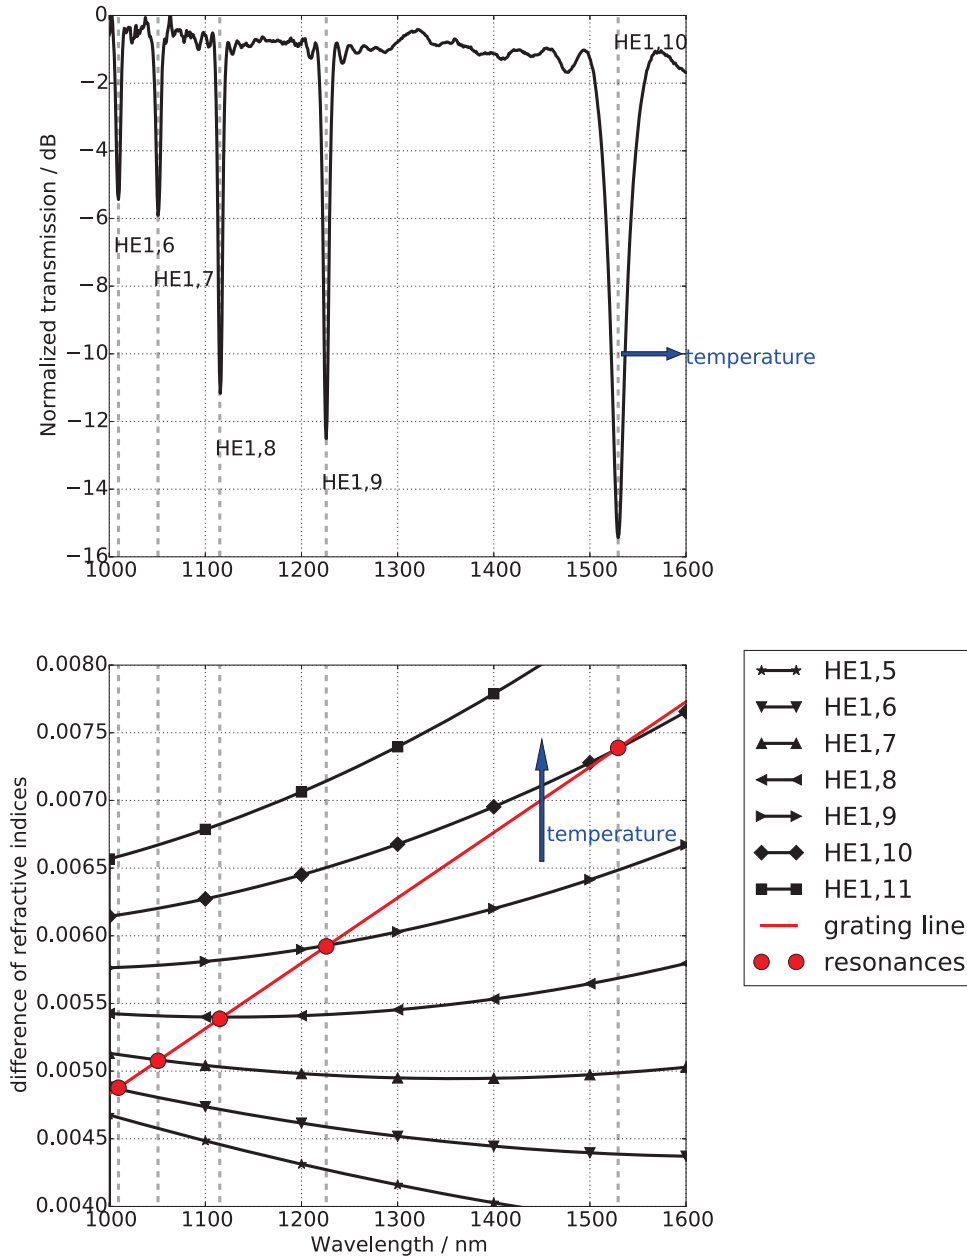 0
−2
−4
−6
−8
−10
−12
−14
−16
Normalized transmission / dB
HE1,6
HE1,7
HE1,8
HE1,9
HE1,10
temperature
1000 1100 1200 1300 1400 1500 1600
0.0080
0.0075
0.0070
0.0065
0.0060
0.0055
0.0050
0.0045
0.0040
difference of refractive indices
temperature
1000 1100 1200 1300 1400 1500 1600
Wavelength / nm
HE1,5
HE1,6
HE1,7
HE1,8
HE1,9
HE1,10
HE1,11
grating line
resonances